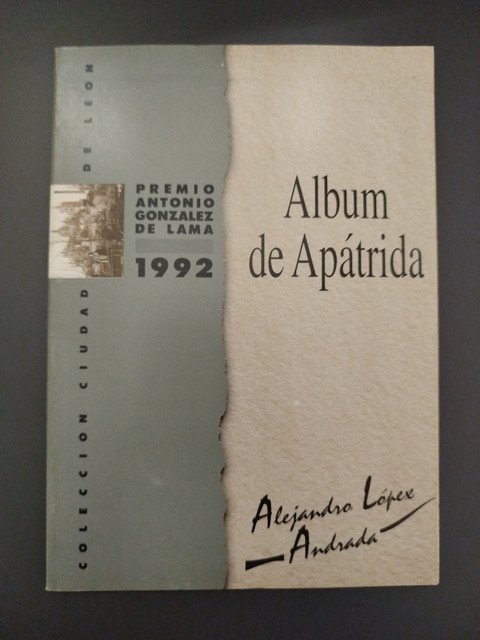 COLECCION CIUDAD DE LEON
PREMIO
ANTONIO
GONZALEZ
DE LAMA
1992
Album
de Apátrida
Alejandro López
Andrada